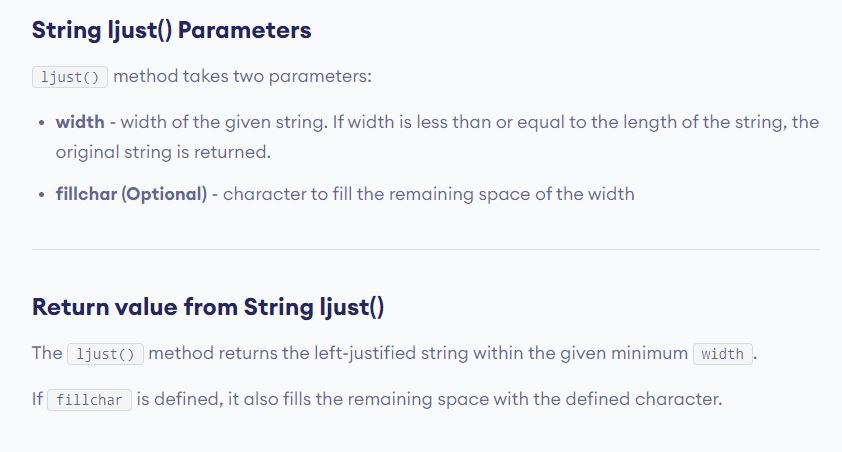 String ljust() Parameters
ljust() method takes two parameters:
• width - width of the given string. If width is less than or equal to the length of the string, the
original string is returned.
• fillchar (Optional) - character to fill the remaining space of the width
Return value from String ljust()
The ljust() method returns the left-justified string within the given minimum width .
If fillchar is defined, it also fills the remaining space with the defined character.